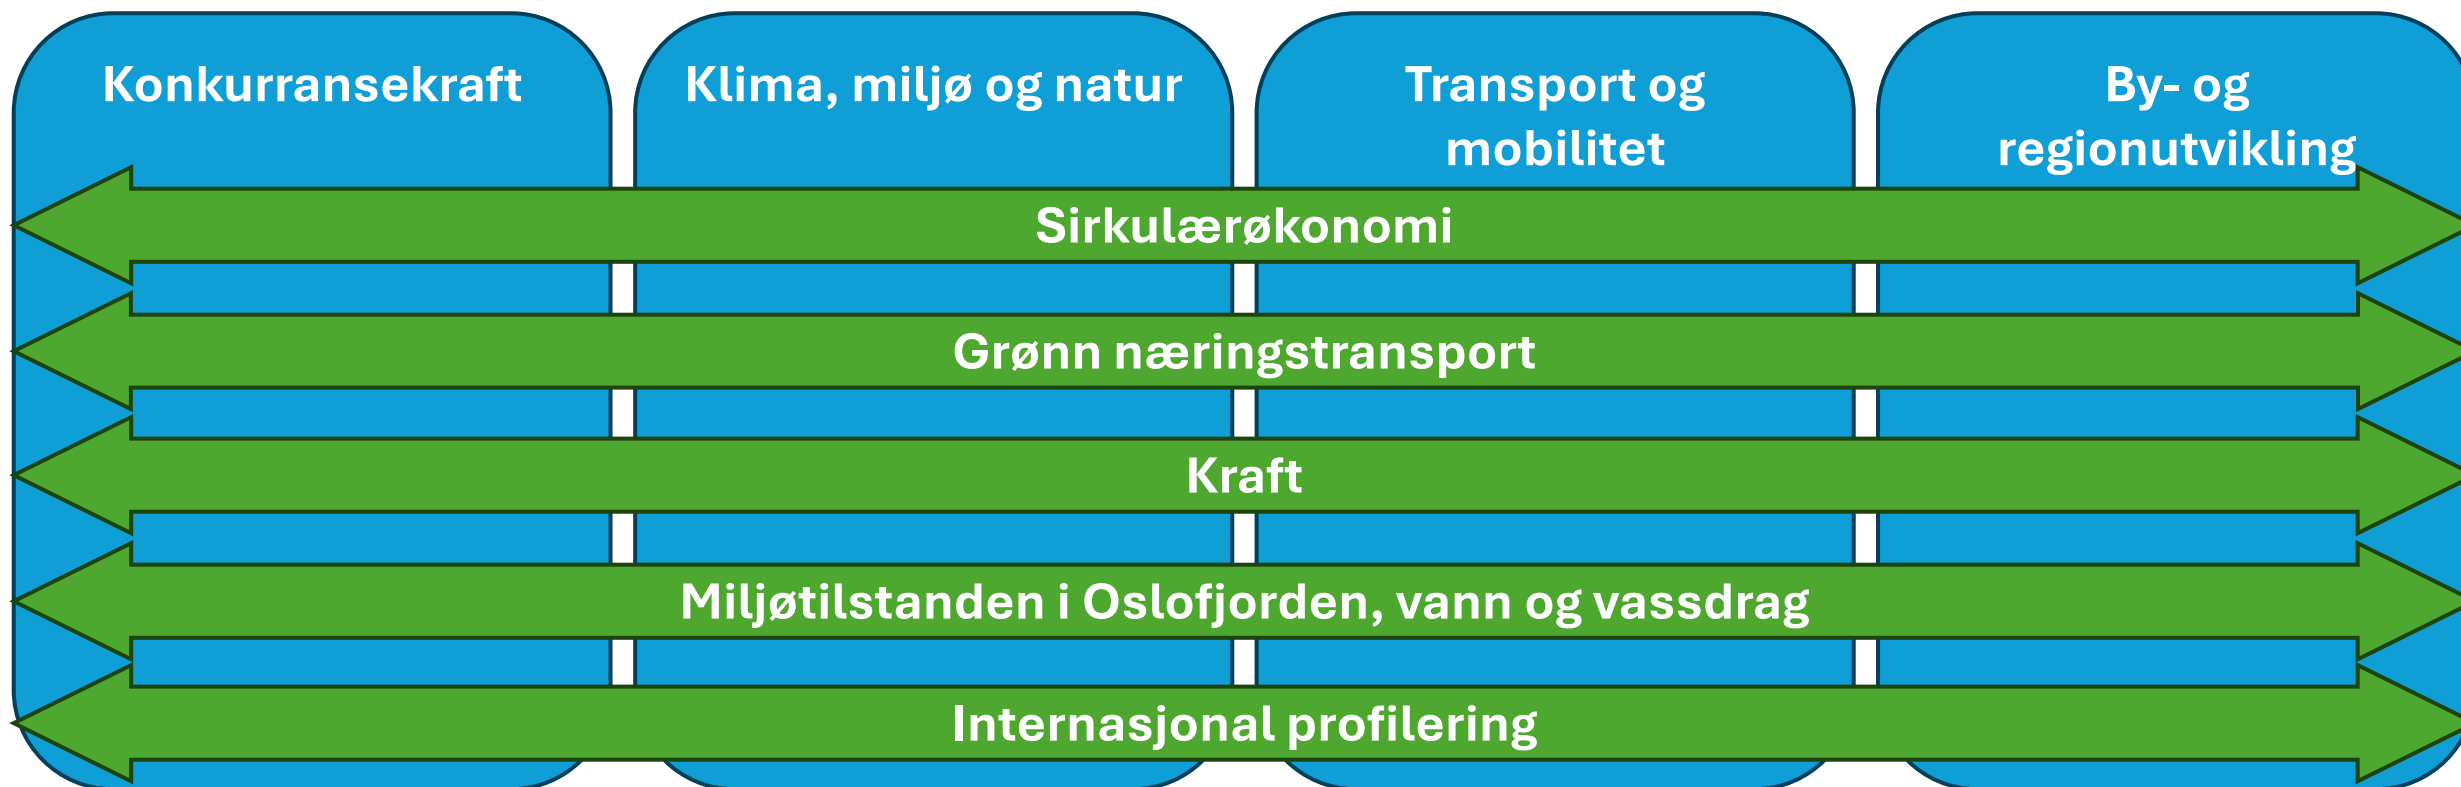 Konkurransekraft
Klima, miljø og natur
Transport og
mobilitet
By- og
regionutvikling
Sirkulærøkonomi
Grønn næringstransport
Kraft
Miljøtilstanden i Oslofjorden, vann og vassdrag
Internasjonal profilering